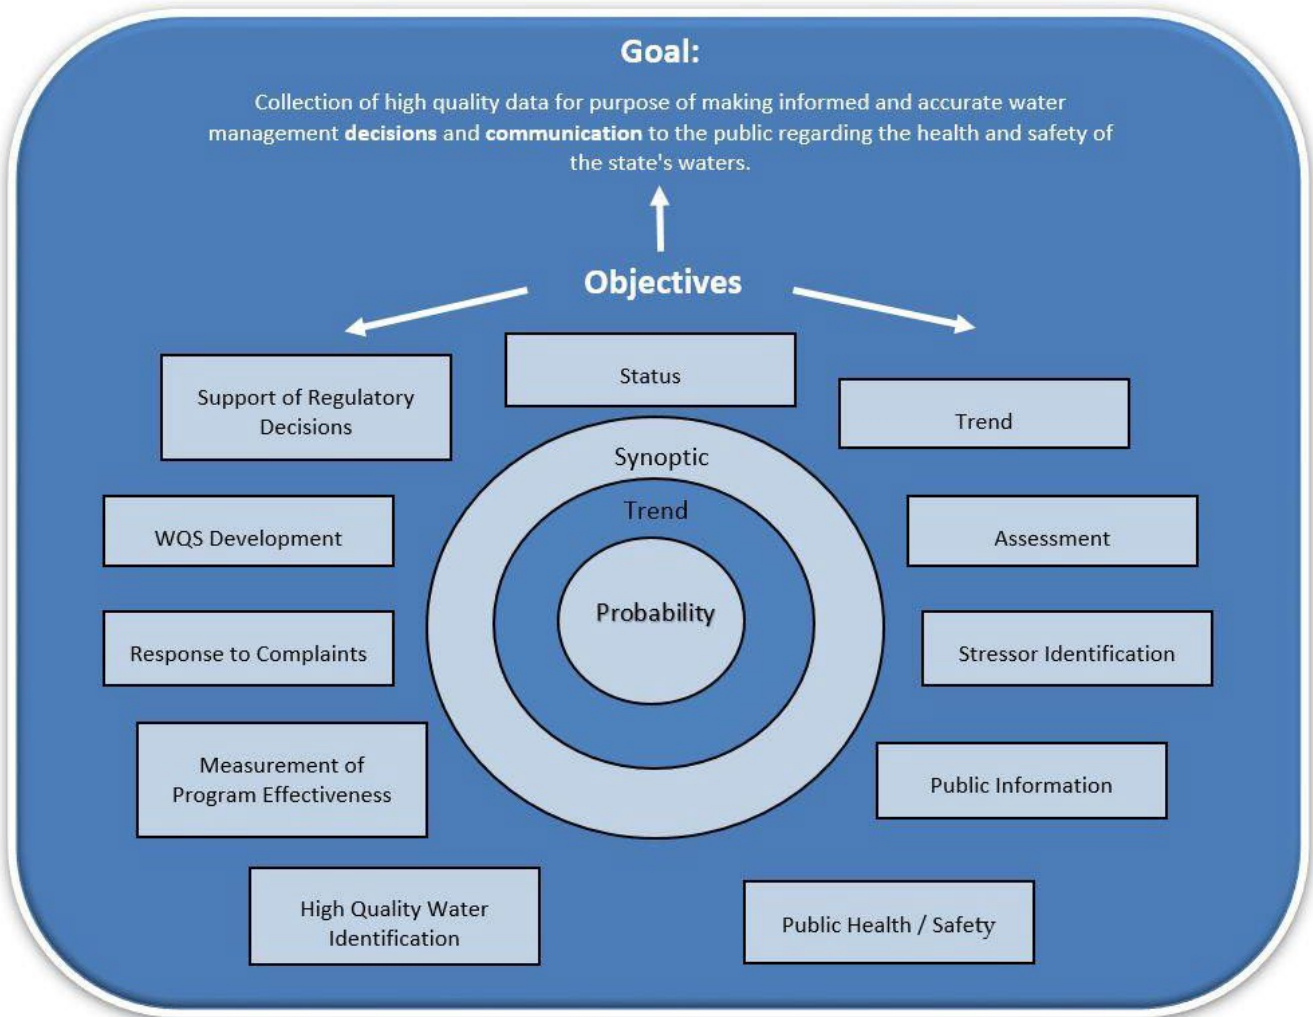 Goal:
Collection of high quality data for purpose of making informed and accurate water
management decisions and communication to the public regarding the health and safety of
the state's waters.
Objectives
Support of Regulatory
Decisions
Status
Trend
Synoptic
Trend
Probability
WQS Development
Assessment
Response to Complaints
Stressor Identification
Measurement of
Program Effectiveness
Public Information
High Quality Water
Identification
Public Health / Safety